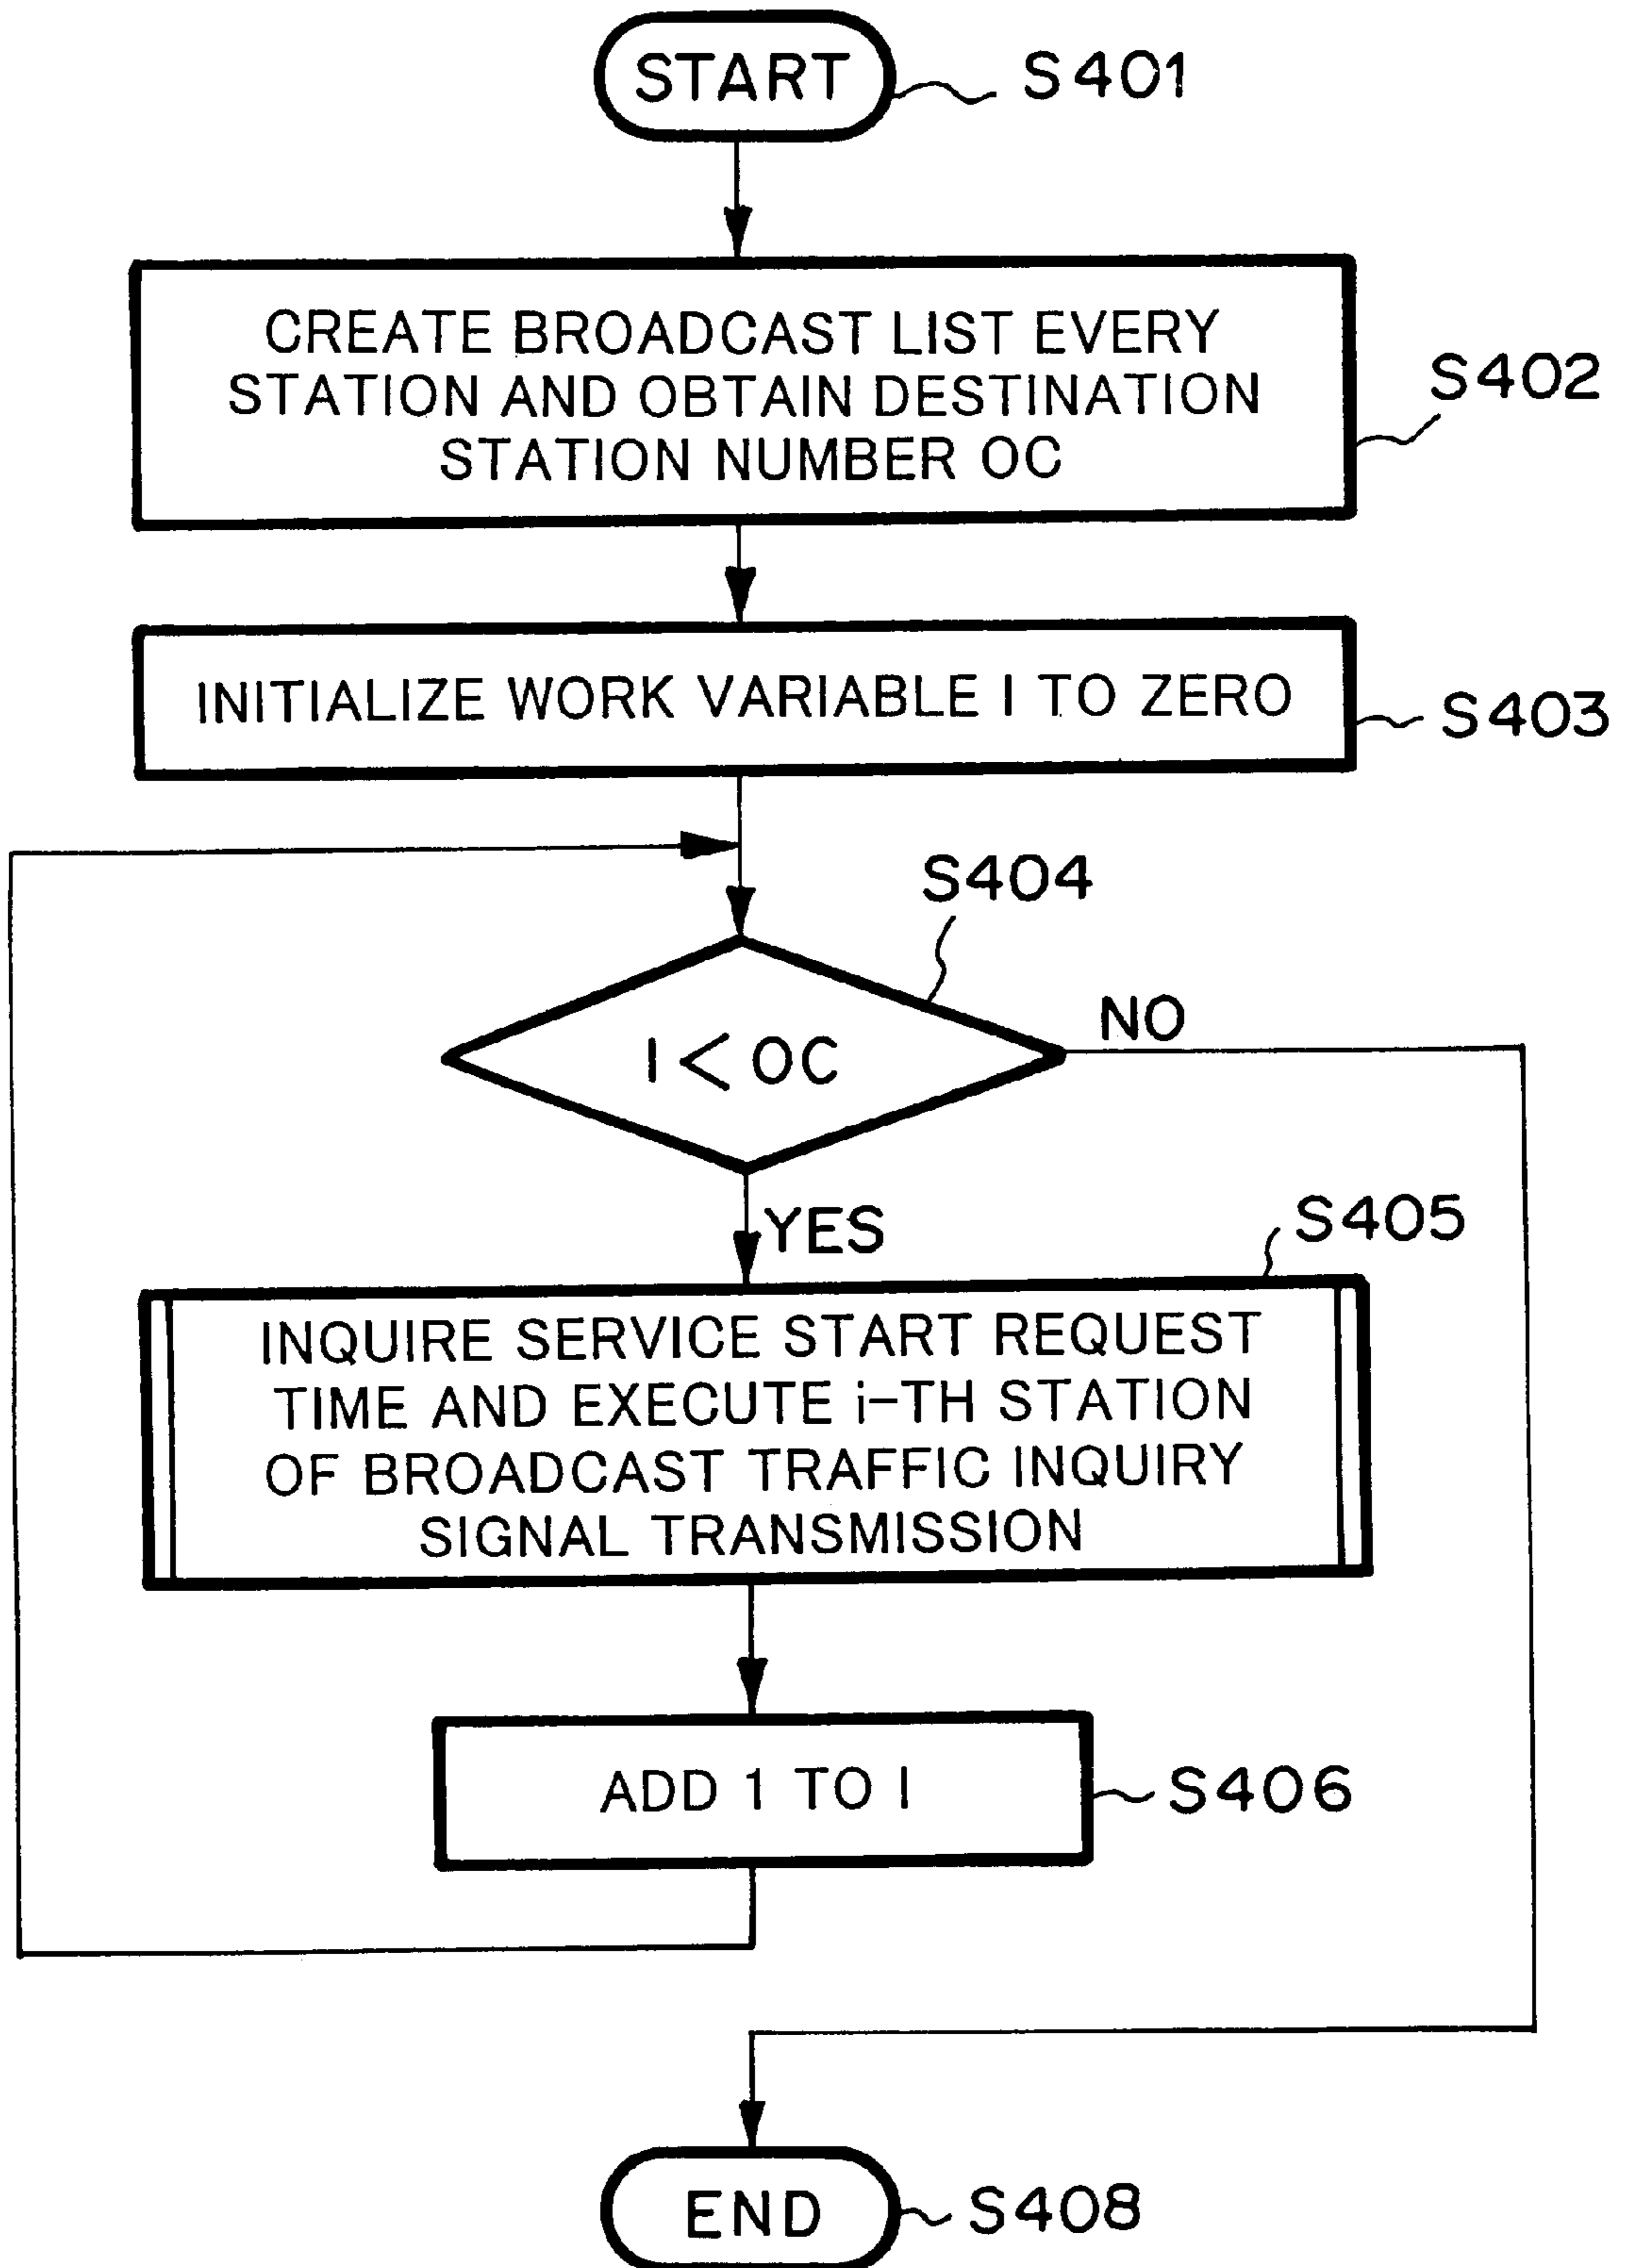 START
S401
CREATE BROADCAST LIST EVERY
STATION AND OBTAIN DESTINATION
STATION NUMBER OC
S402
INITIALIZE WORK VARIABLE I TO ZERO
S403
S404
I < OC
NO
YES
S405
INQUIRE SERVICE START REQUEST
TIME AND EXECUTE i-TH STATION
OF BROADCAST TRAFFIC INQUIRY
SIGNAL TRANSMISSION
ADD 1 TO I
S406
END
S408